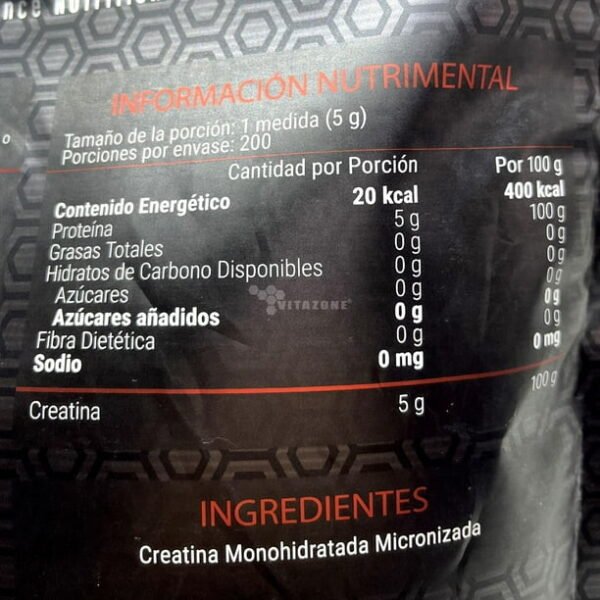 nce
o
INFORMACIÓN NUTRIMENTAL
Tamaño de la porción: 1 medida (5 g)
Porciones por envase: 200
Cantidad por Porción Por 100 g
Contenido Energético 20 kcal 400 kcal
Proteína 5 g 100 g
Grasas Totales 0 g 0 g
Hidratos de Carbono Disponibles 0 g 0 g
Azúcares 0 g 0 g
Azúcares añadidos 0 g 0 g
Fibra Dietética 0 g 0 g
Sodio 0 mg 0 mg
Creatina 5 g 100 g
VITAZONE®
INGREDIENTES
Creatina Monohidratada Micronizada